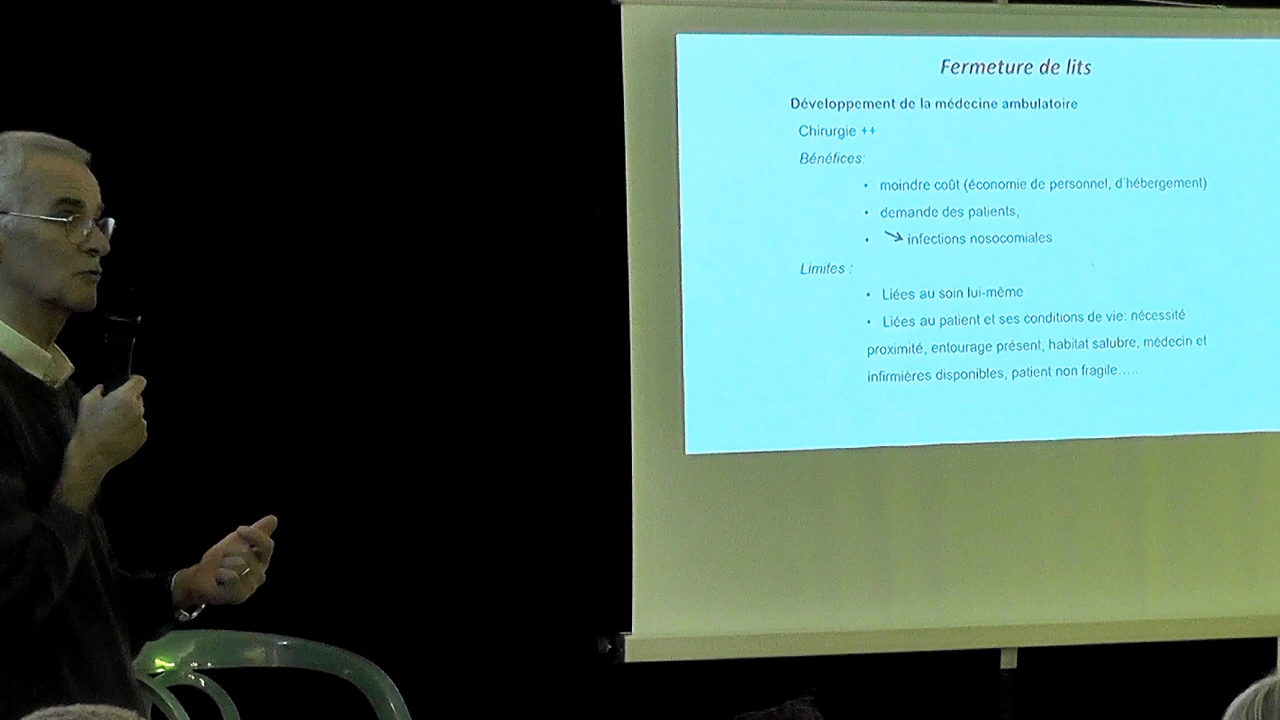 Fermeture de lits
Développement de la médecine ambulatoire
Chirurgie ++
Bénéfices:
• moindre coût (économie de personnel, d'hébergement)
• demande des patients,
• ↘ infections nosocomiales
Limites :
• Liées au soin lui-même
• Liées au patient et ses conditions de vie: nécessité
proximité, entourage présent, habitat salubre, médecin et
infirmières disponibles, patient non fragile.....